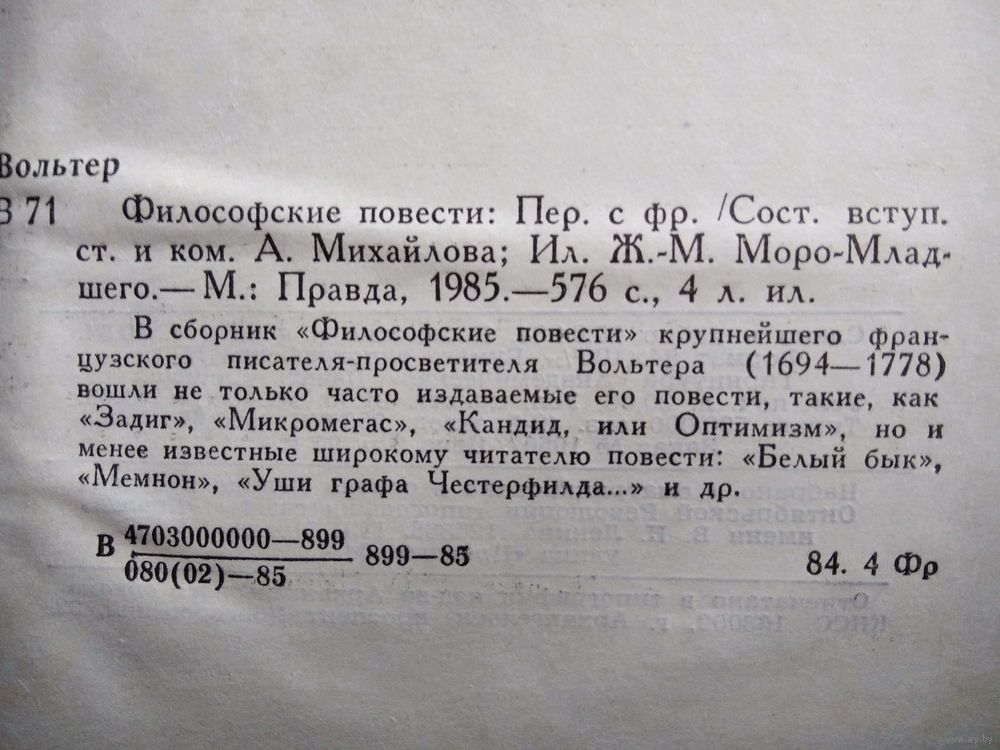 Вольтер
В 71 Философские повести: Пер. с фр. /Сост. вступ.
ст. и ком. А. Михайлова; Ил. Ж.-М. Моро-Млад-
шего.— М.: Правда, 1985.—576 с., 4 л. ил.
В сборник «Философские повести» крупнейшего фран-
цузского писателя-просветителя Вольтера (1694—1778)
вошли не только часто издаваемые его повести, такие, как
«Задиг», «Микромегас», «Кандид, или Оптимизм», но и
менее известные широкому читателю повести: «Белый бык»,
«Мемнон», «Уши графа Честерфилда...» и др.
В 4703000000—899
080(02)—85 899—85 84. 4 Фр
www.ay.by